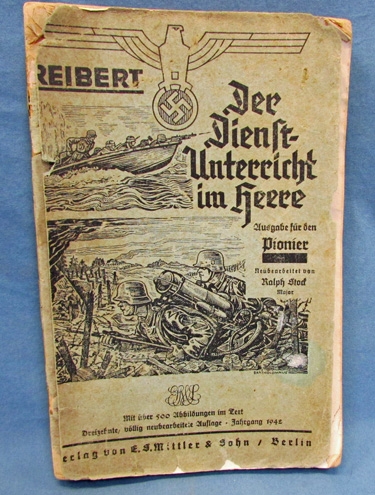 REIBERT
Der
Dienst-
Unterricht
im Heere
Ausgabe für den
Pionier
Neubearbeitet von
Ralph Stock
Major
Mit über 500 Abbildungen im Text
Dreizehnte, völlig neubearbeitete Auflage · Jahrgang 1942
erlag von E.S.Mittler & Sohn / Berlin